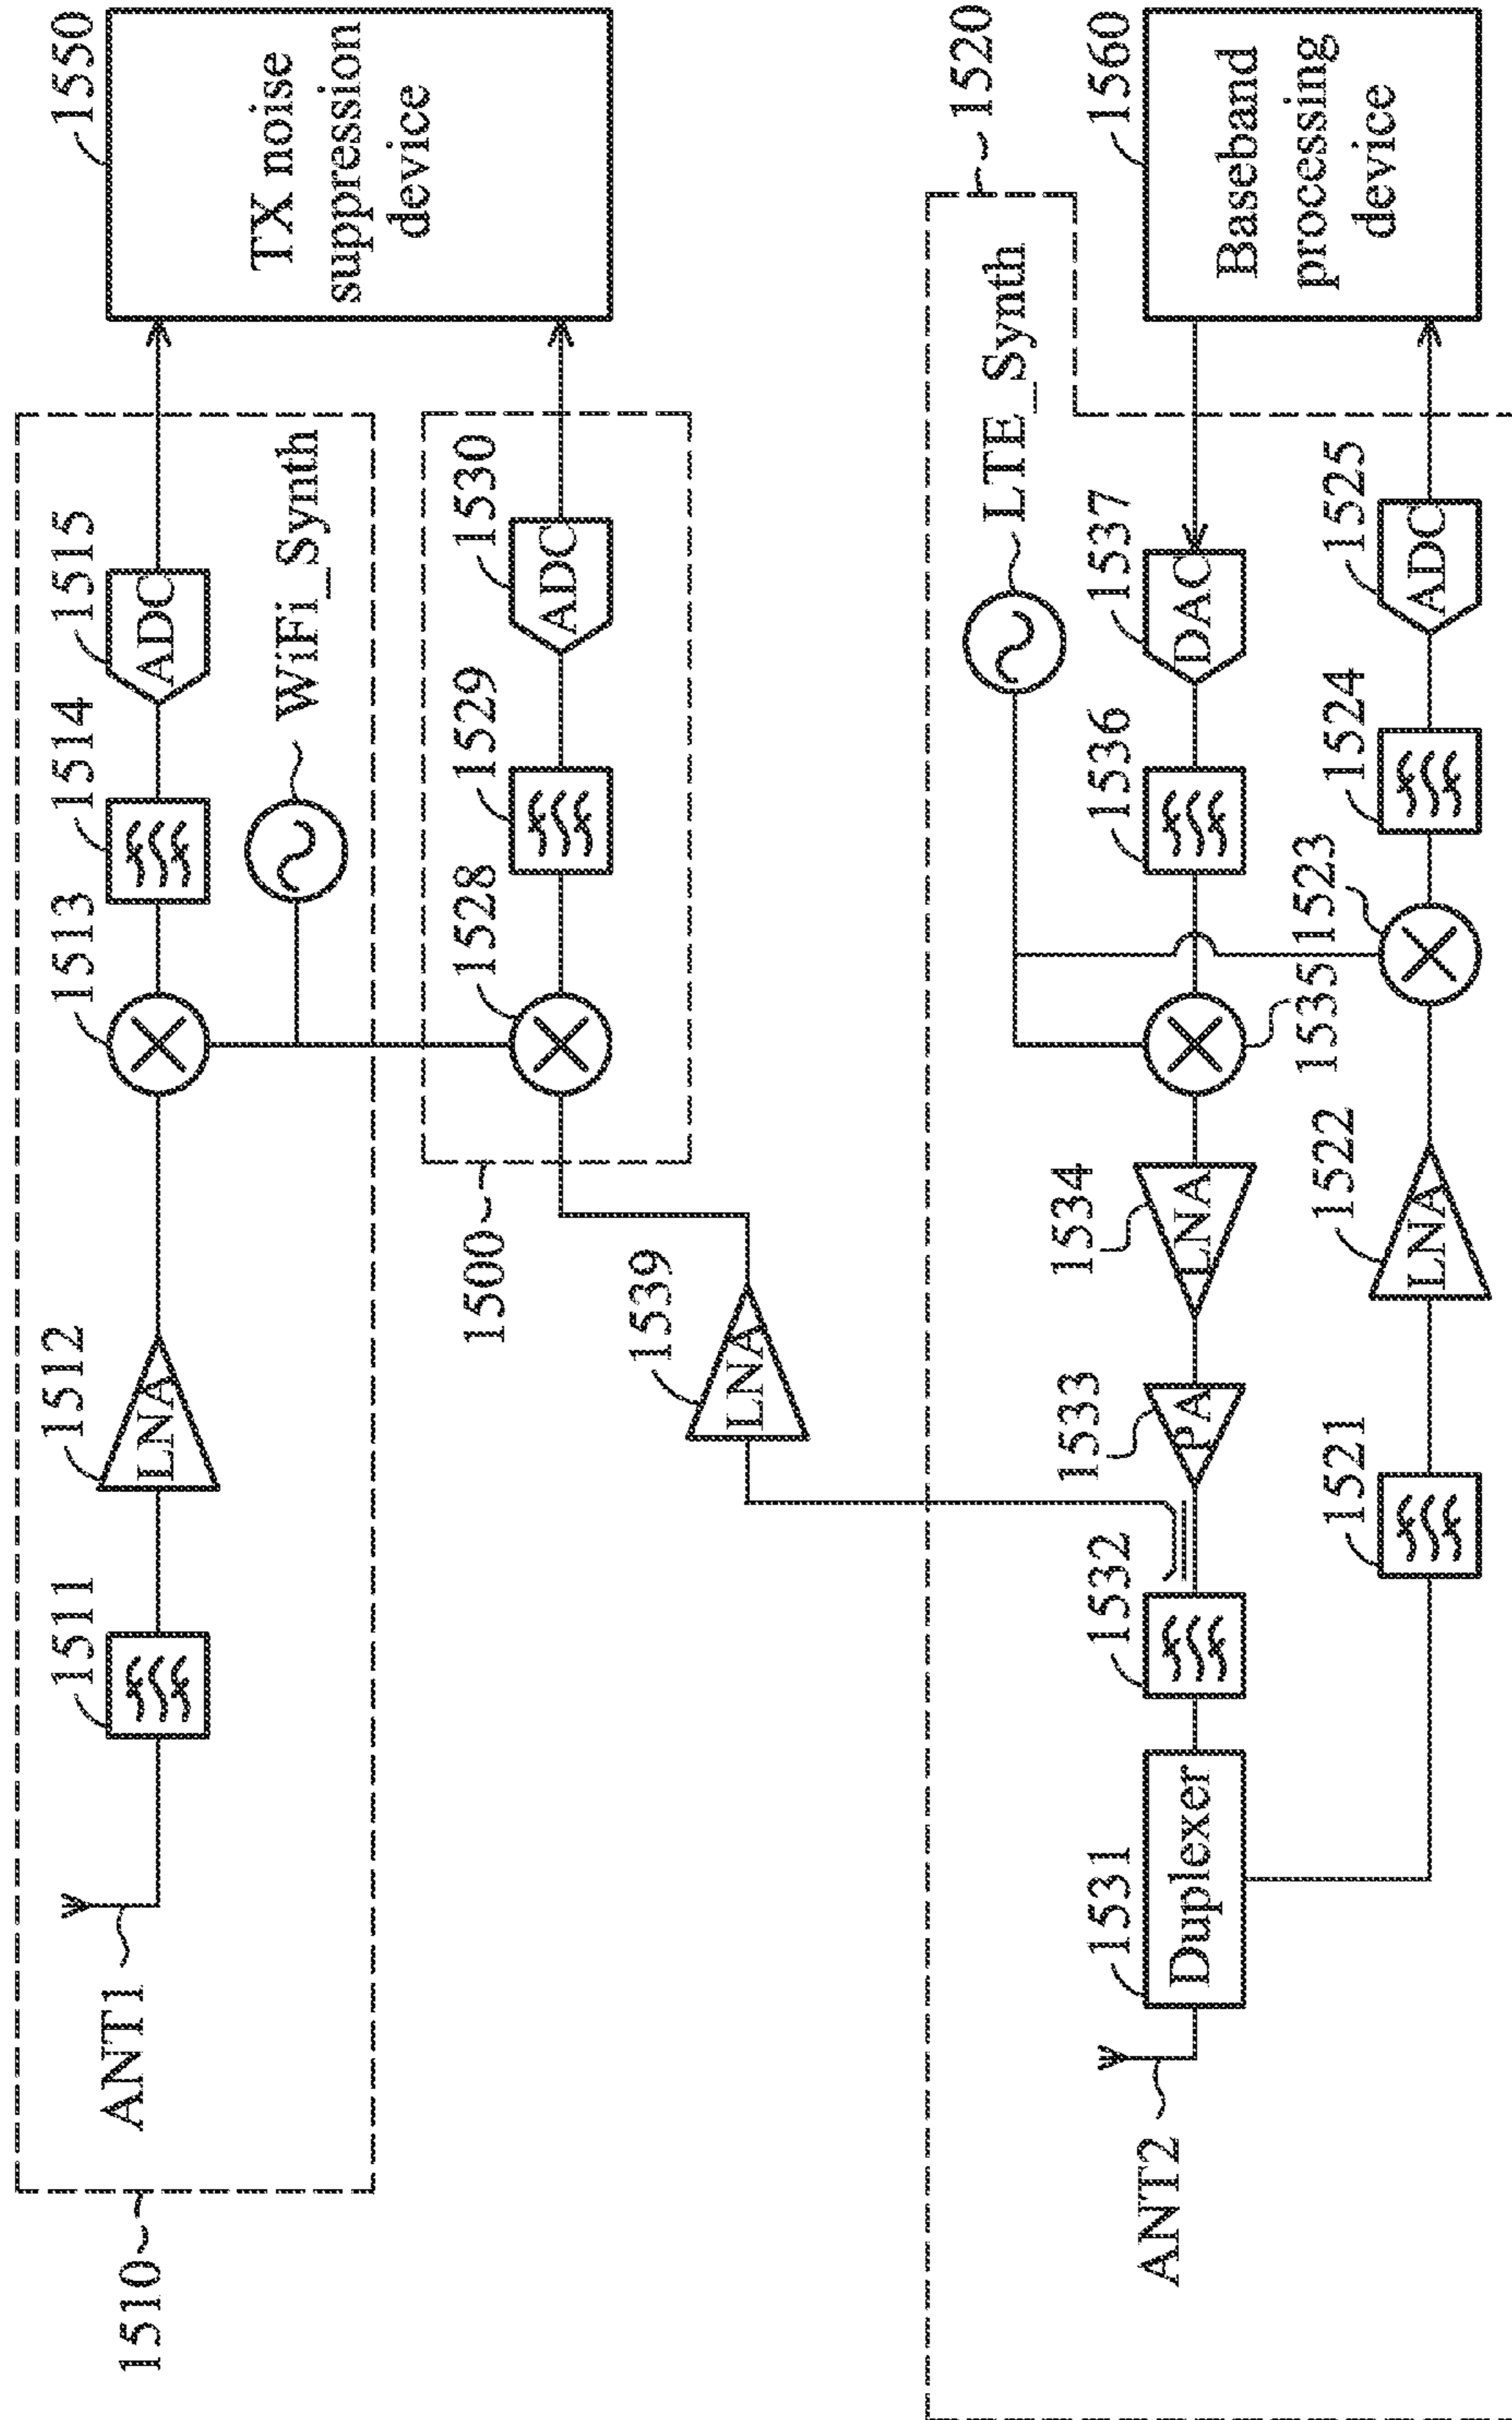 1510
ANT1
1511
1512
LNA
1513
1514
1515
ADC
WiFi_Synth
1550
TX noise
suppression
device
1500
1528
1529
1530
ADC
1539
LNA
1520
LTE_Synth
ANT2
1531
Duplexer
1532
1533
PA
1534
LNA
1535
1536
1537
DAC
1560
Baseband
processing
device
1521
1522
LNA
1523
1524
1525
ADC